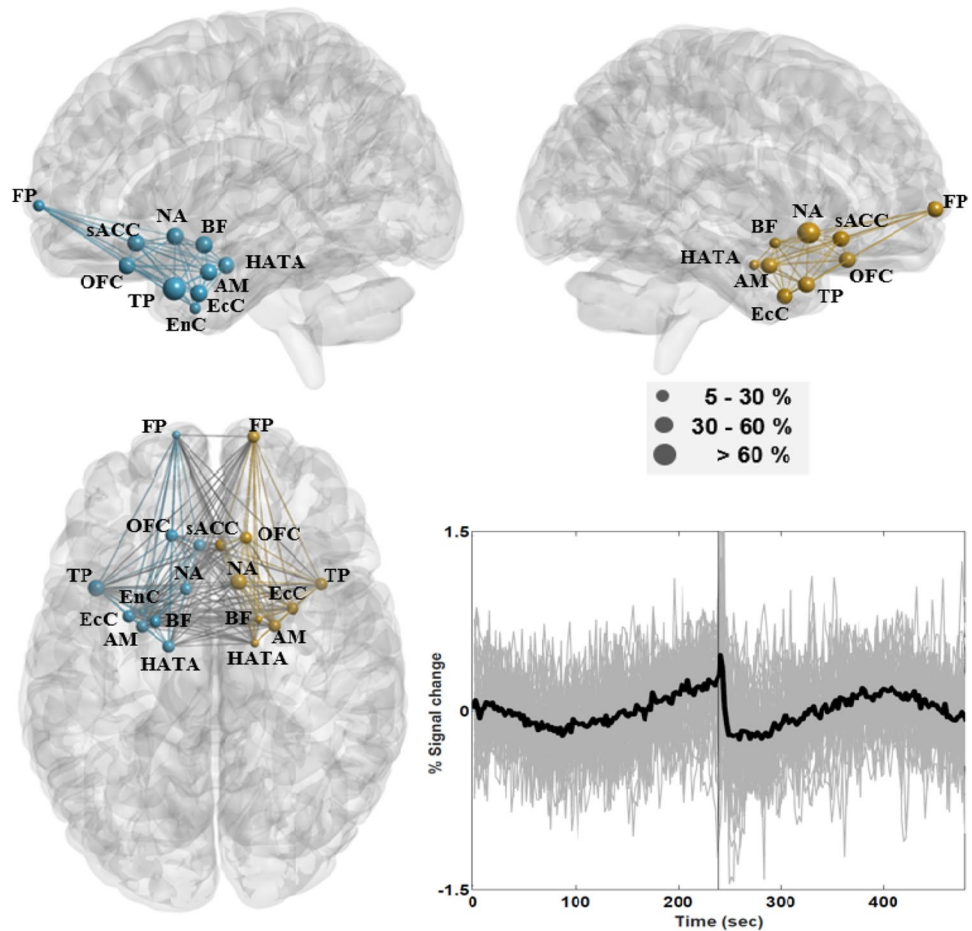 FP
sACC
NA
BF
HATA
OFC
AM
TP
EcC
EnC
FP
NA
sACC
BF
HATA
OFC
AM
TP
EcC
5 - 30 %
30 - 60 %
> 60 %
FP FP
OFC sACC OFC
TP NA NA TP
EnC EcC
EcC BF BF
AM AM
HATA HATA
1.5
0
-1.5
% Signal change
0 100 200 300 400
Time (sec)